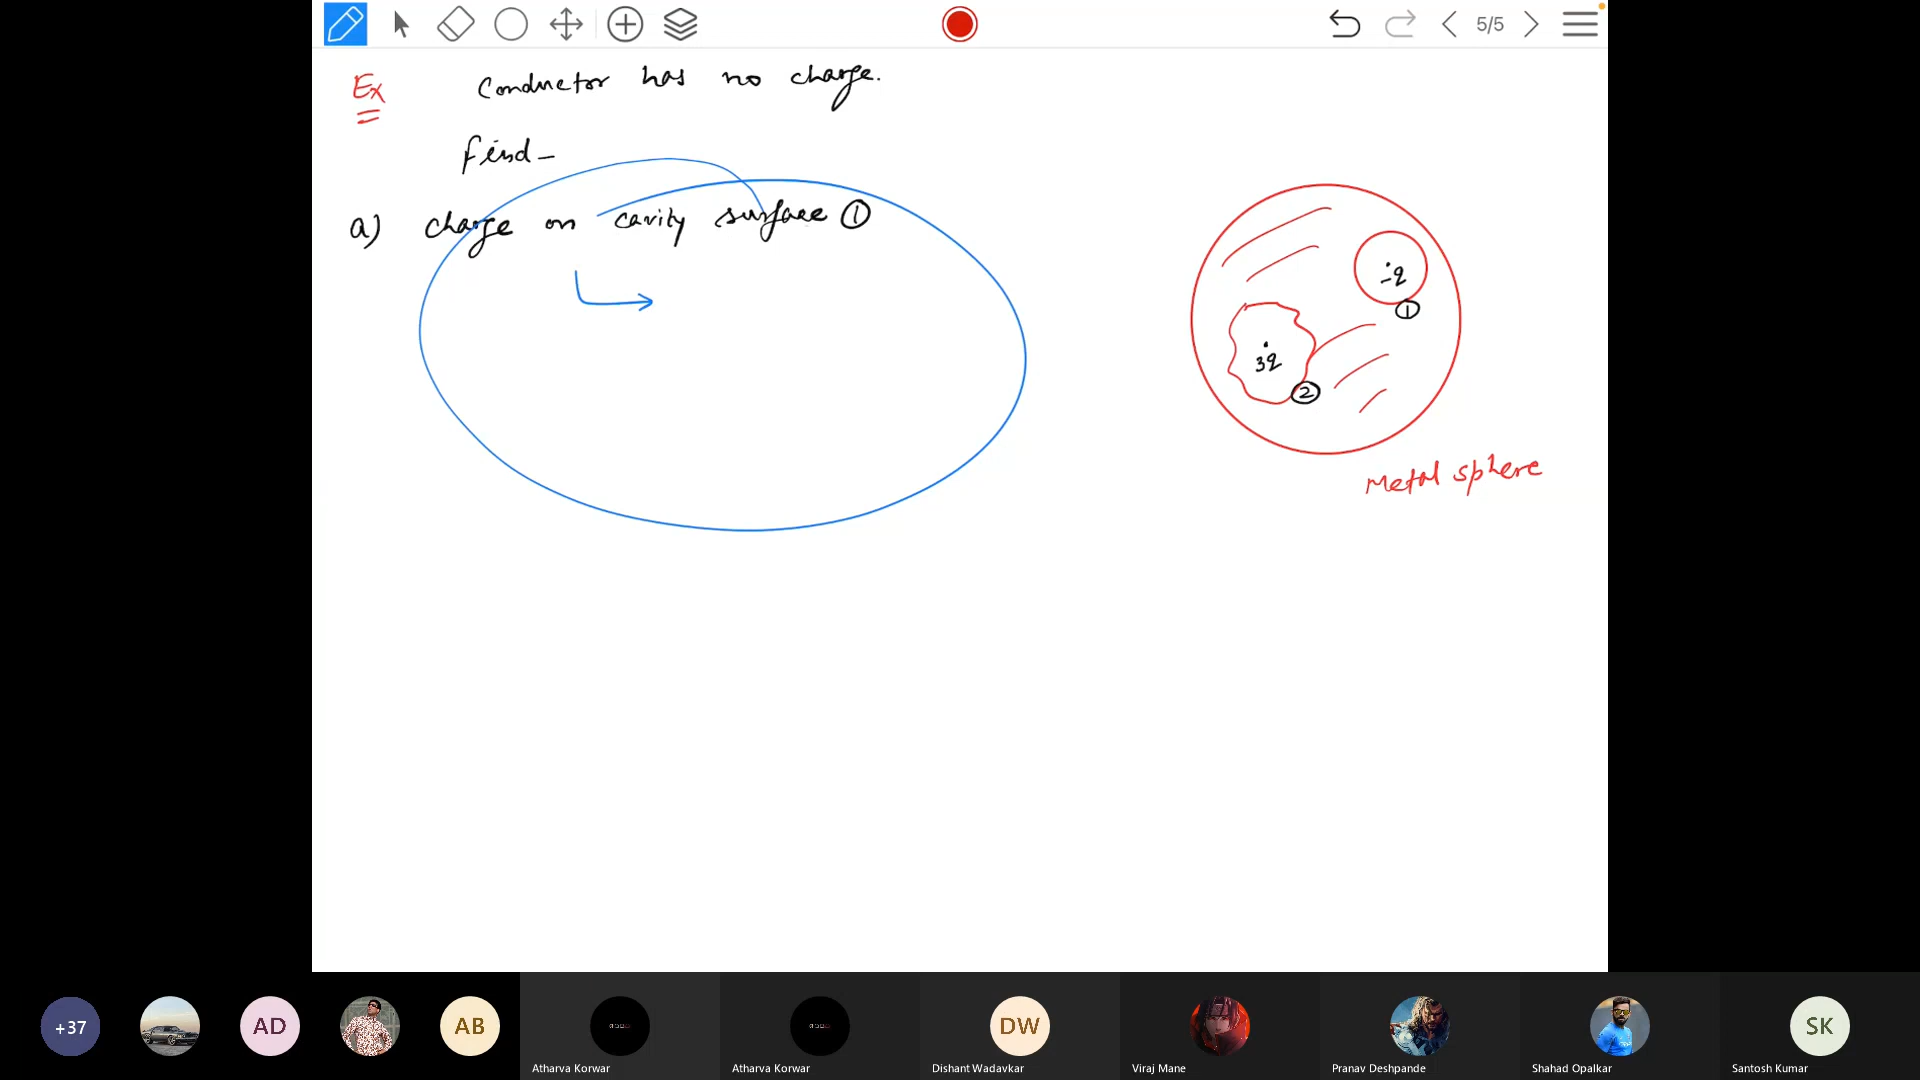 5/5
Ex Conductor has no charge.
find -
a) charge on cavity surface ①
-q
①
3q
②
Metal sphere
+37
AD
AB
DW
SK
Atharva Korwar
Atharva Korwar
Dishant Wadavkar
Viraj Mane
Pranav Deshpande
Shahad Opalkar
Santosh Kumar